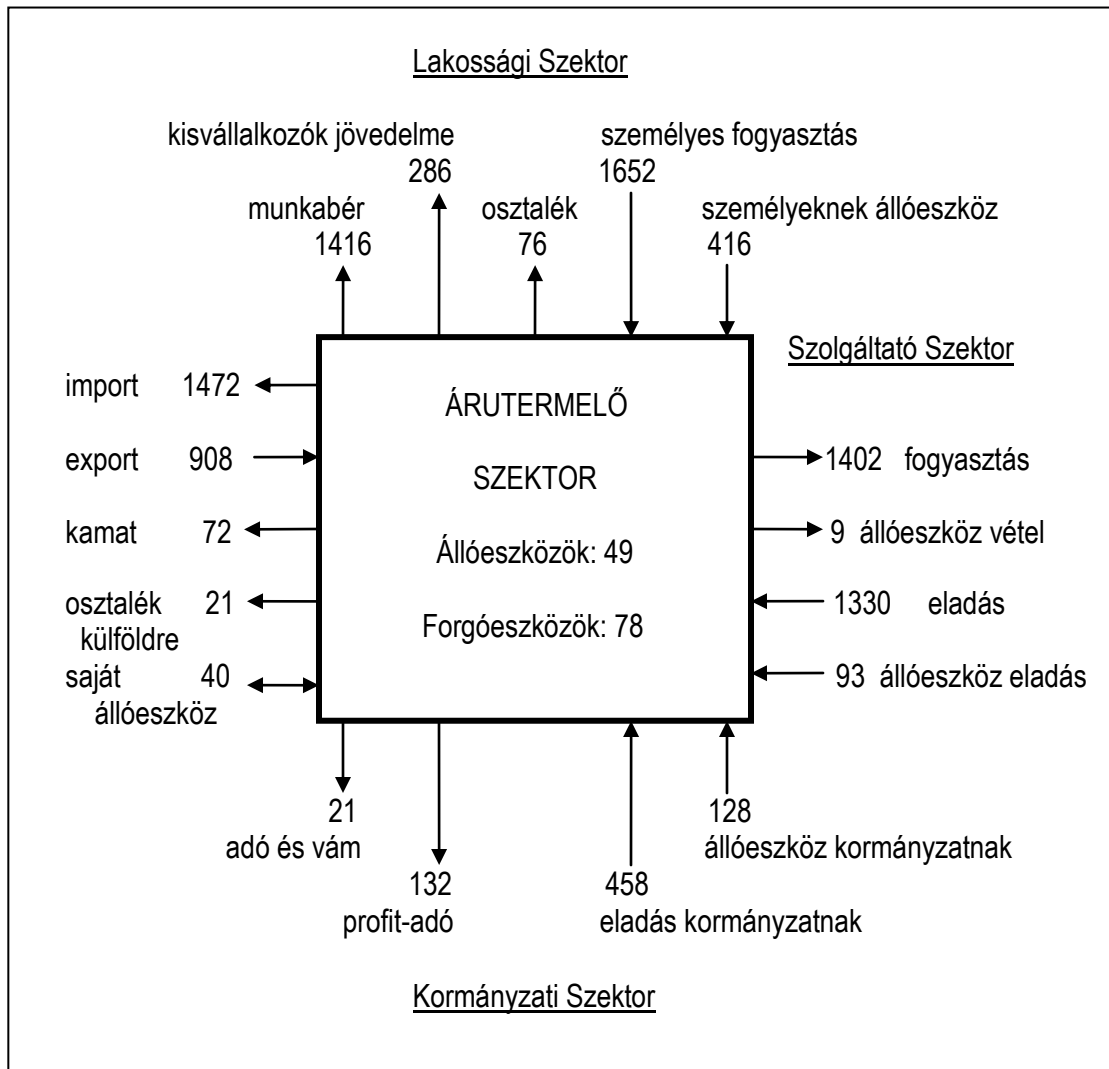 Lakossági Szektor
kisvállalkozók jövedelme személyes fogyasztás
286 1652
munkabér osztalék személyeknek állóeszköz
1416 76 416
Szolgáltató Szektor
import 1472
ÁRUTERMELŐ
export 908
SZEKTOR
1402 fogyasztás
kamat 72
Állóeszközök: 49
9 állóeszköz vétel
osztalék 21
külföldre
Forgóeszközök: 78
1330 eladás
saját 40
állóeszköz
93 állóeszköz eladás
21 128
adó és vám állóeszköz kormányzatnak
132 458
profit-adó eladás kormányzatnak
Kormányzati Szektor